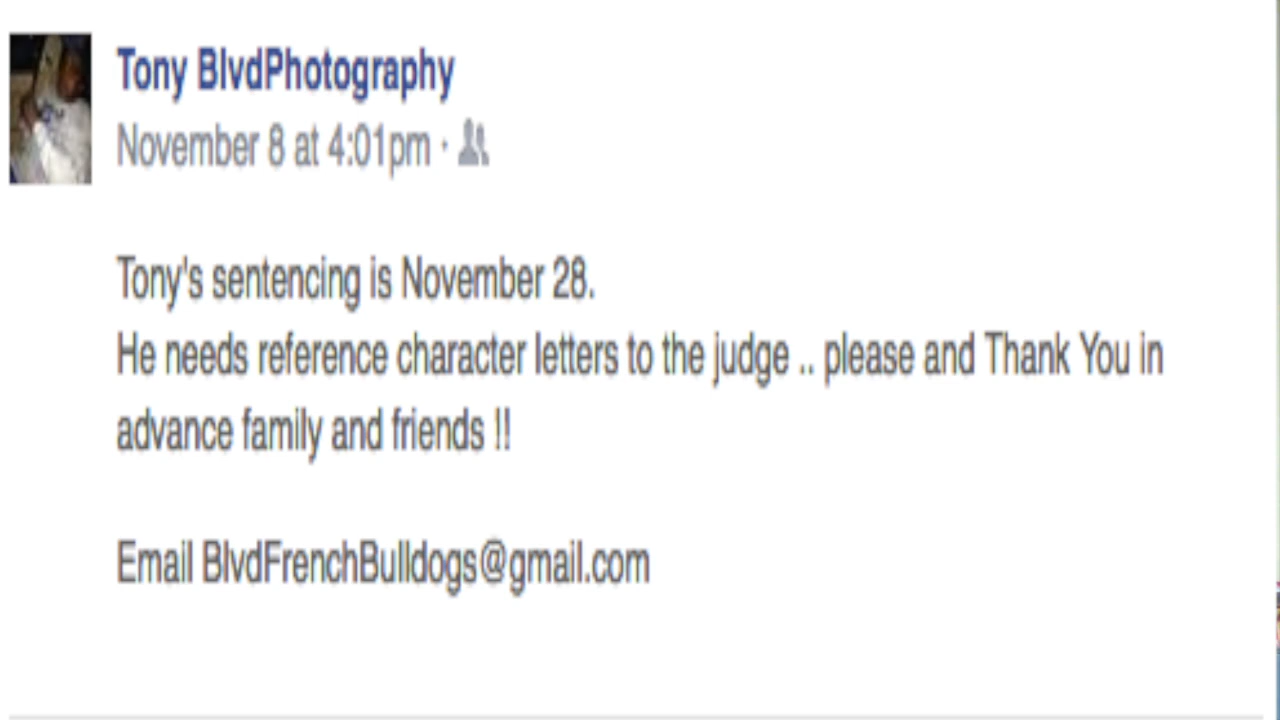 Tony BlvdPhotography
November 8 at 4:01pm ·
Tony's sentencing is November 28.
He needs reference character letters to the judge .. please and Thank You in
advance family and friends !!
Email BlvdFrenchBulldogs@gmail.com